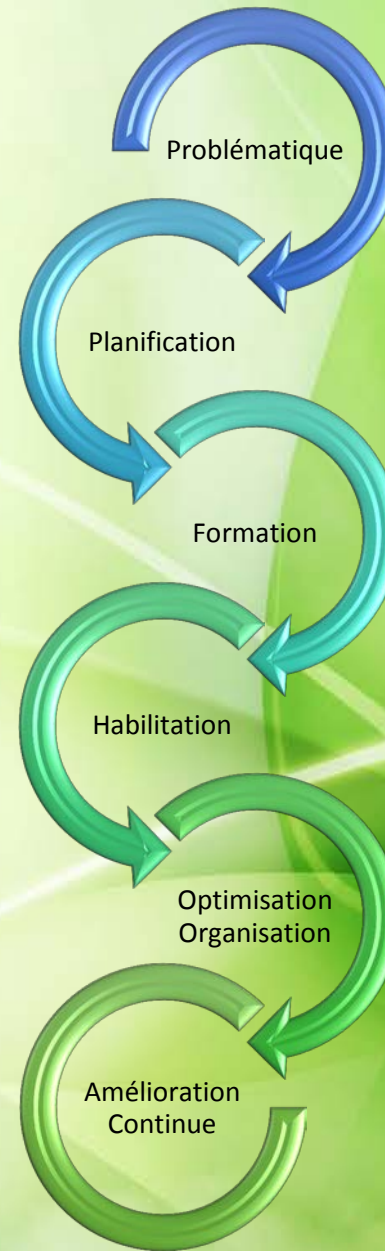 Problématique
Planification
Formation
Habilitation
Optimisation
Organisation
Amélioration
Continue